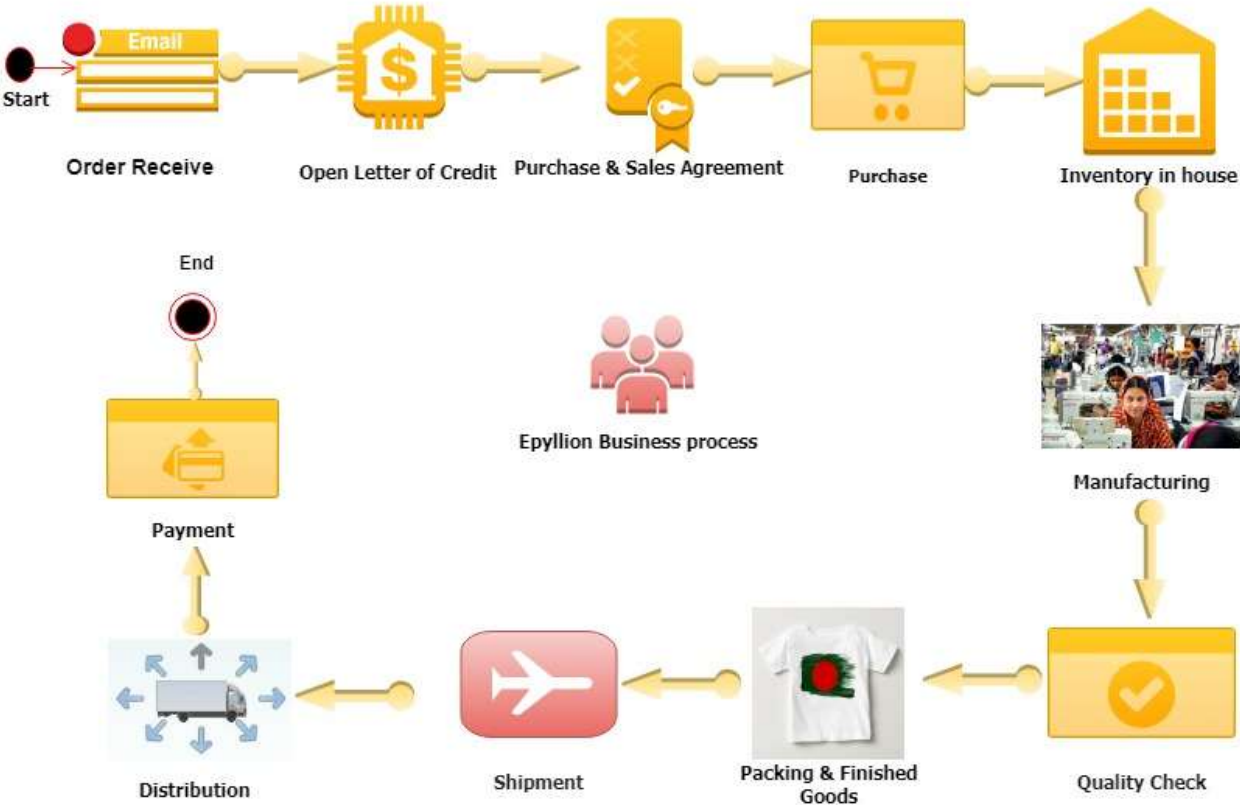 Email
Start
Order Receive
Open Letter of Credit
Purchase & Sales Agreement
Purchase
Inventory in house
End
Epyllion Business process
Manufacturing
Payment
Distribution
Shipment
Packing & Finished
Goods
Quality Check